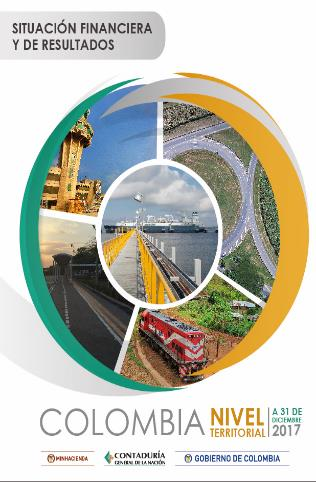 SITUACIÓN FINANCIERA
Y DE RESULTADOS
COLOMBIA
NIVEL
TERRITORIAL
A 31 DE
DICIEMBRE
2017
MINHACIENDA
CONTADURÍA
GENERAL DE LA NACIÓN
GOBIERNO DE COLOMBIA